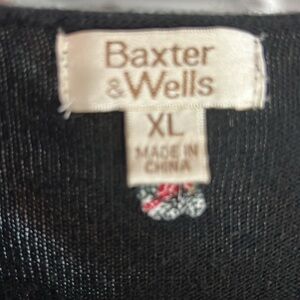 Baxter
&Wells
XL
MADE IN
CHINA